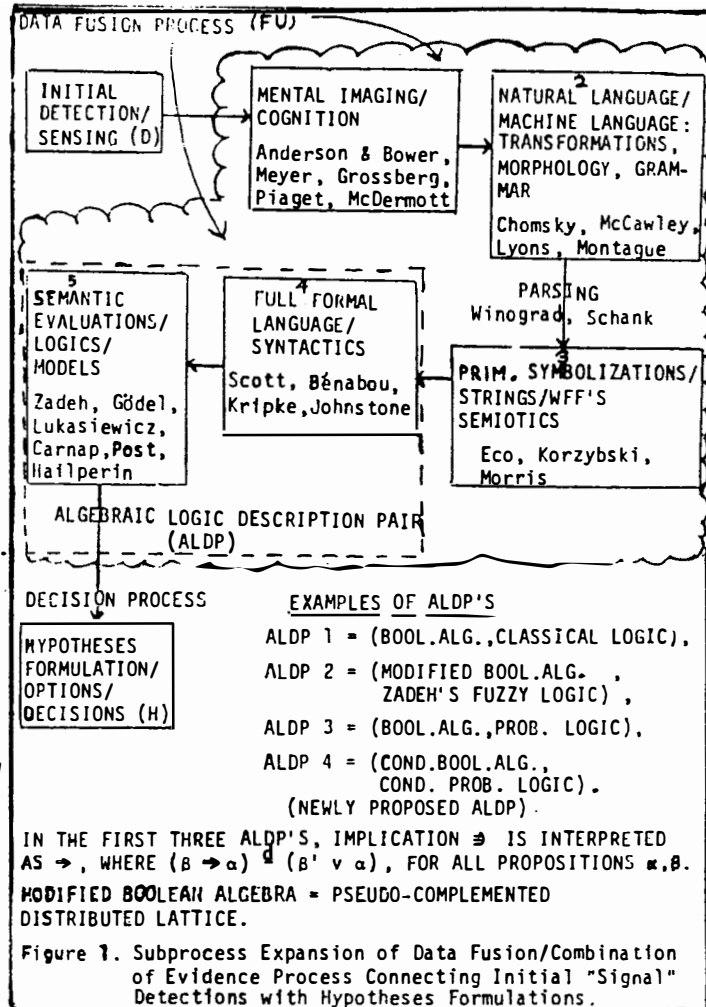 DATA FUSION PROCESS (FU)
INITIAL
DETECTION/
SENSING (D)
MENTAL IMAGING/
COGNITION
Anderson & Bower,
Meyer, Grossberg,
Piaget, McDermott
2
NATURAL LANGUAGE/
MACHINE LANGUAGE:
TRANSFORMATIONS,
MORPHOLOGY, GRAM-
MAR
Chomsky, McCawley,
Lyons, Montague
PARSING
Winograd, Schank
3
PRIM. SYMBOLIZATIONS/
STRINGS/WFF'S
SEMIOTICS
Eco, Korzybski,
Morris
4
FULL FORMAL
LANGUAGE/
SYNTACTICS
Scott, Bénabou,
Kripke, Johnstone
5
SEMANTIC
EVALUATIONS/
LOGICS/
MODELS
Zadeh, Gödel,
Lukasiewicz,
Carnap, Post,
Hailperin
ALGEBRAIC LOGIC DESCRIPTION PAIR
(ALDP)
DECISION PROCESS
HYPOTHESES
FORMULATION/
OPTIONS/
DECISIONS (H)
EXAMPLES OF ALDP'S
ALDP 1 = (BOOL.ALG.,CLASSICAL LOGIC),
ALDP 2 = (MODIFIED BOOL.ALG. ,
ZADEH'S FUZZY LOGIC) ,
ALDP 3 = (BOOL.ALG.,PROB. LOGIC),
ALDP 4 = (COND.BOOL.ALG.,
COND. PROB. LOGIC).
(NEWLY PROPOSED ALDP)
IN THE FIRST THREE ALDP'S, IMPLICATION ⇒ IS INTERPRETED
AS →, WHERE (β → α) d= (β' v α), FOR ALL PROPOSITIONS α,β.
MODIFIED BOOLEAN ALGEBRA = PSEUDO-COMPLEMENTED
DISTRIBUTED LATTICE.
Figure 1. Subprocess Expansion of Data Fusion/Combination
of Evidence Process Connecting Initial "Signal"
Detections with Hypotheses Formulations.